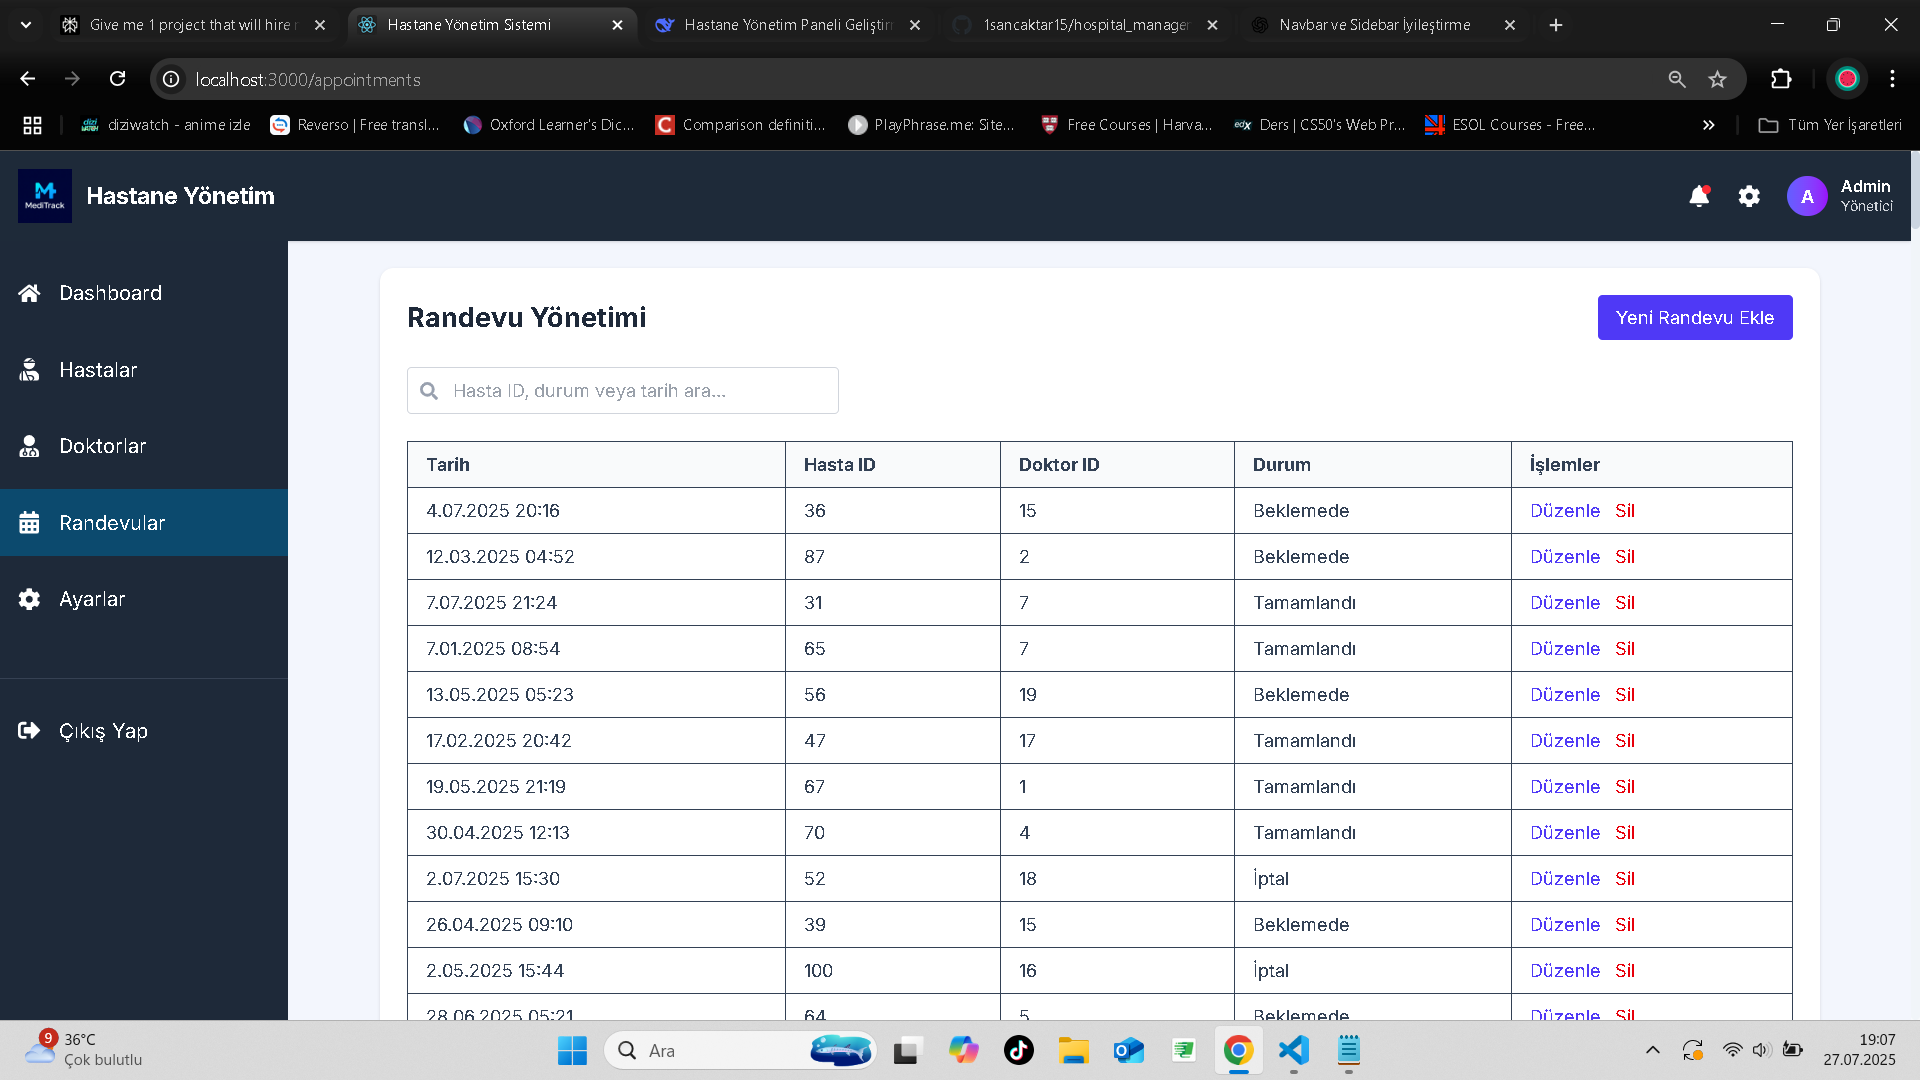 Give me 1 project that will hire
Hastane Yönetim Sistemi
Hastane Yönetim Paneli Geliştir
1sancaktar15/hospital_manager
Navbar ve Sidebar İyileştirme
localhost:3000/appointments
diziwatch - anime izle
Reverso | Free transl...
Oxford Learner's Dic...
Comparison definiti...
PlayPhrase.me: Site...
Free Courses | Harva...
edX Ders | CS50's Web Pr...
ESOL Courses - Free...
Tüm Yer İşaretleri
MediTrack
Hastane Yönetim
A
Admin
Yönetici
Dashboard
Hastalar
Doktorlar
Randevular
Ayarlar
Çıkış Yap
Randevu Yönetimi
Yeni Randevu Ekle
Hasta ID, durum veya tarih ara...
Tarih Hasta ID Doktor ID Durum İşlemler
4.07.2025 20:16 36 15 Beklemede Düzenle Sil
12.03.2025 04:52 87 2 Beklemede Düzenle Sil
7.07.2025 21:24 31 7 Tamamlandı Düzenle Sil
7.01.2025 08:54 65 7 Tamamlandı Düzenle Sil
13.05.2025 05:23 56 19 Beklemede Düzenle Sil
17.02.2025 20:42 47 17 Tamamlandı Düzenle Sil
19.05.2025 21:19 67 1 Tamamlandı Düzenle Sil
30.04.2025 12:13 70 4 Tamamlandı Düzenle Sil
2.07.2025 15:30 52 18 İptal Düzenle Sil
26.04.2025 09:10 39 15 Beklemede Düzenle Sil
2.05.2025 15:44 100 16 İptal Düzenle Sil
28.06.2025 05:21 64 5 Beklemede Düzenle Sil
9
36°C
Çok bulutlu
Ara
19:07
27.07.2025